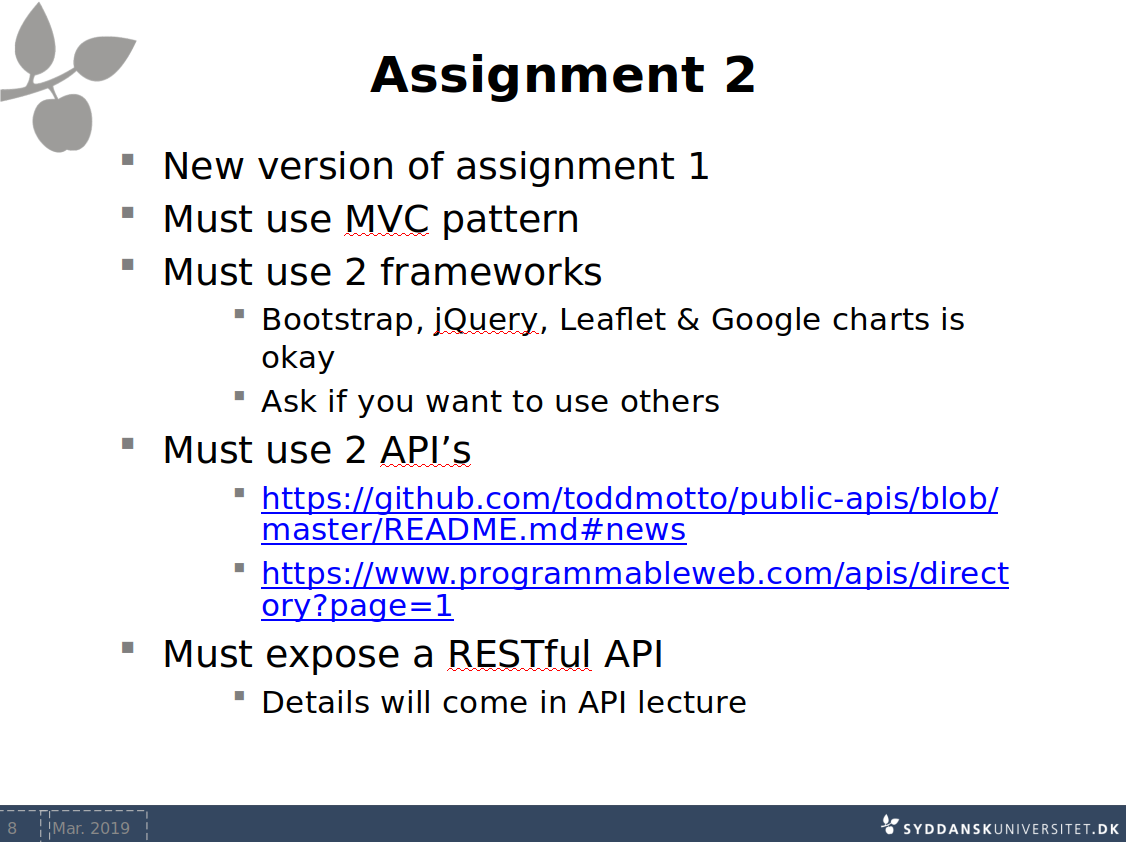 Assignment 2
New version of assignment 1
Must use MVC pattern
Must use 2 frameworks
Bootstrap, jQuery, Leaflet & Google charts is
okay
Ask if you want to use others
Must use 2 API’s
https://github.com/toddmotto/public-apis/blob/
master/README.md#news
https://www.programmableweb.com/apis/direct
ory?page=1
Must expose a RESTful API
Details will come in API lecture
8 Mar. 2019 SYDDANSKUNIVERSITET.DK